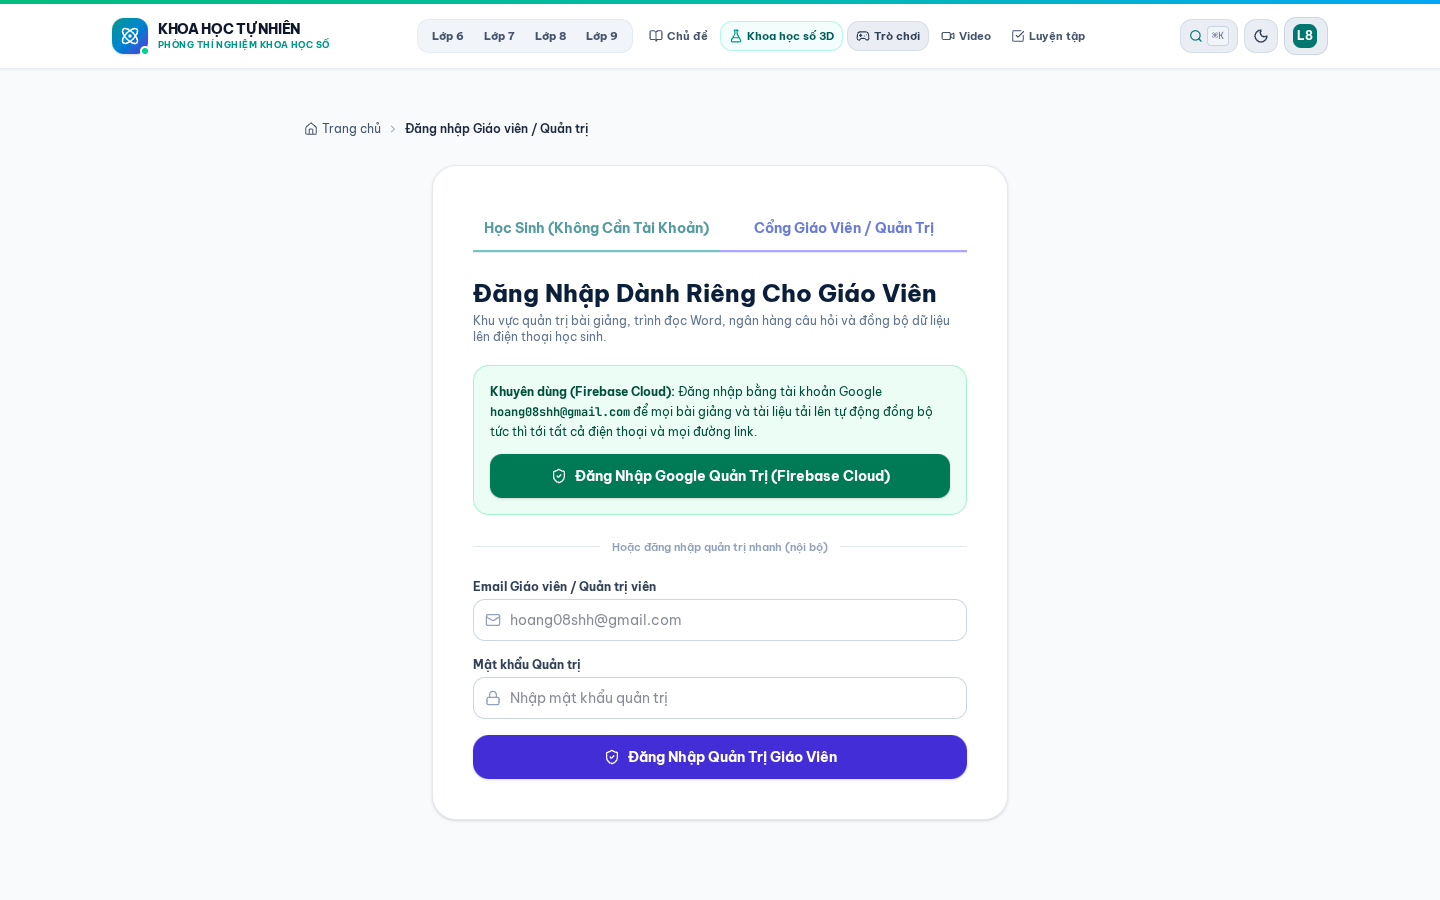 KHOA HỌC TỰ NHIÊN
PHÒNG THÍ NGHIỆM KHOA HỌC SỐ
Lớp 6
Lớp 7
Lớp 8
Lớp 9
Chủ đề
Khoa học số 3D
Trò chơi
Video
Luyện tập
⌘K
L8
Trang chủ
Đăng nhập Giáo viên / Quản trị
Học Sinh (Không Cần Tài Khoản)
Cổng Giáo Viên / Quản Trị
Đăng Nhập Dành Riêng Cho Giáo Viên
Khu vực quản trị bài giảng, trình đọc Word, ngân hàng câu hỏi và đồng bộ dữ liệu
lên điện thoại học sinh.
Khuyên dùng (Firebase Cloud): Đăng nhập bằng tài khoản Google
hoang08shh@gmail.com để mọi bài giảng và tài liệu tải lên tự động đồng bộ
tức thì tới tất cả điện thoại và mọi đường link.
Đăng Nhập Google Quản Trị (Firebase Cloud)
Hoặc đăng nhập quản trị nhanh (nội bộ)
Email Giáo viên / Quản trị viên
hoang08shh@gmail.com
Mật khẩu Quản trị
Nhập mật khẩu quản trị
Đăng Nhập Quản Trị Giáo Viên